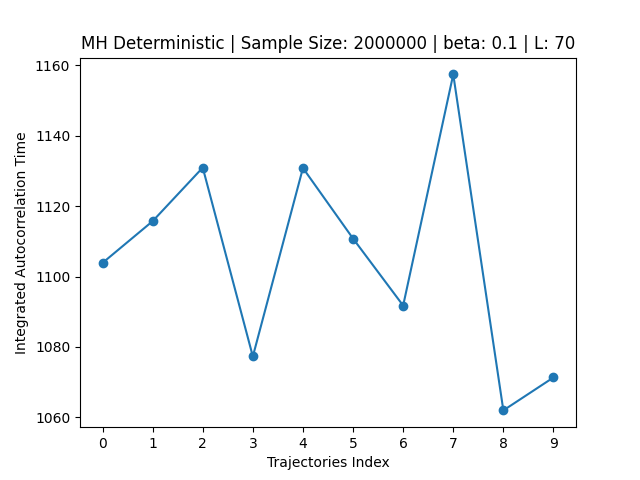 MH Deterministic | Sample Size: 2000000 | beta: 0.1 | L: 70
Integrated Autocorrelation Time
1160
1140
1120
1100
1080
1060
0 1 2 3 4 5 6 7 8 9
Trajectories Index